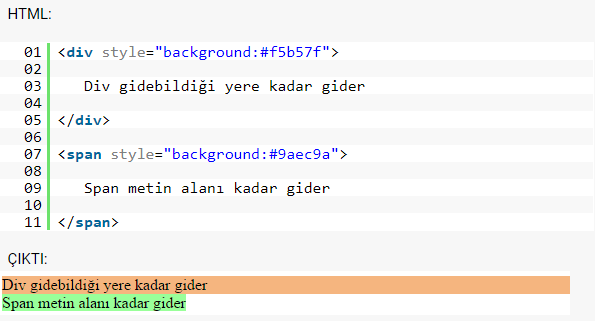 HTML:
01 <div style="background:#f5b57f">
02
03 Div gidebildiği yere kadar gider
04
05 </div>
06
07 <span style="background:#9aec9a">
08
09 Span metin alanı kadar gider
10
11 </span>
ÇIKTI:
Div gidebildiği yere kadar gider
Span metin alanı kadar gider